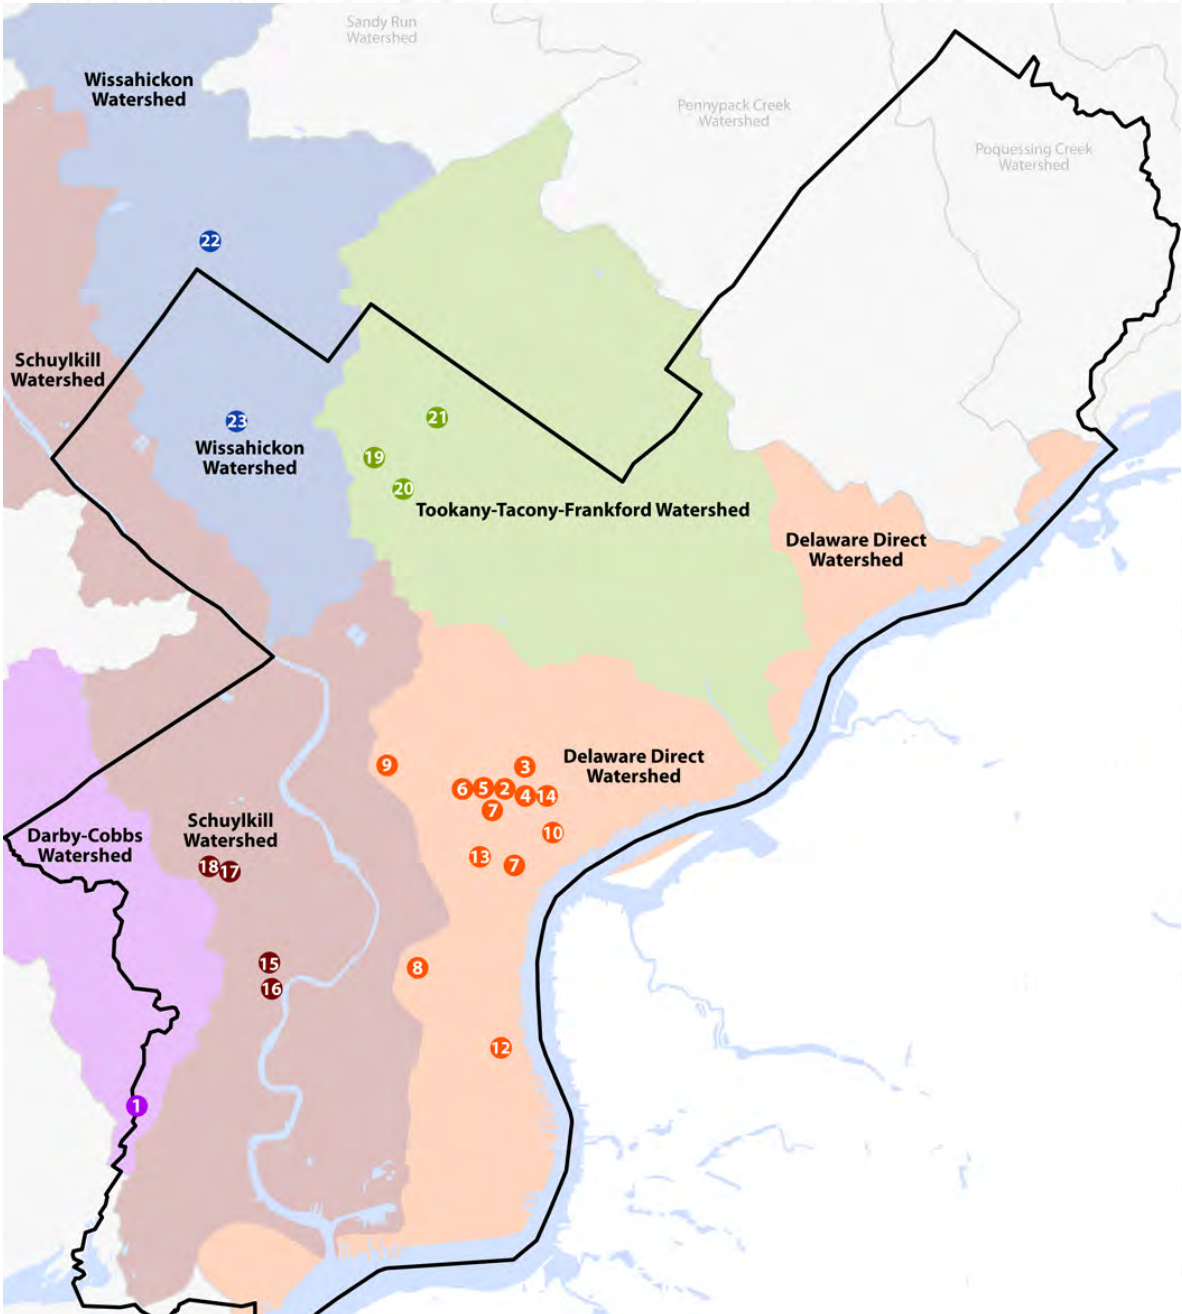 Sandy Run
Watershed
Wissahickon
Watershed
Pennypack Creek
Watershed
Poquessing Creek
Watershed
22
Schuylkill
Watershed
23
21
Wissahickon
Watershed
19
20
Tookany-Tacony-Frankford Watershed
Delaware Direct
Watershed
Delaware Direct
Watershed
9
3
6
5
2
4
14
7
10
Schuylkill
Watershed
Darby-Cobbs
Watershed
13
7
18
17
15
8
16
12
1